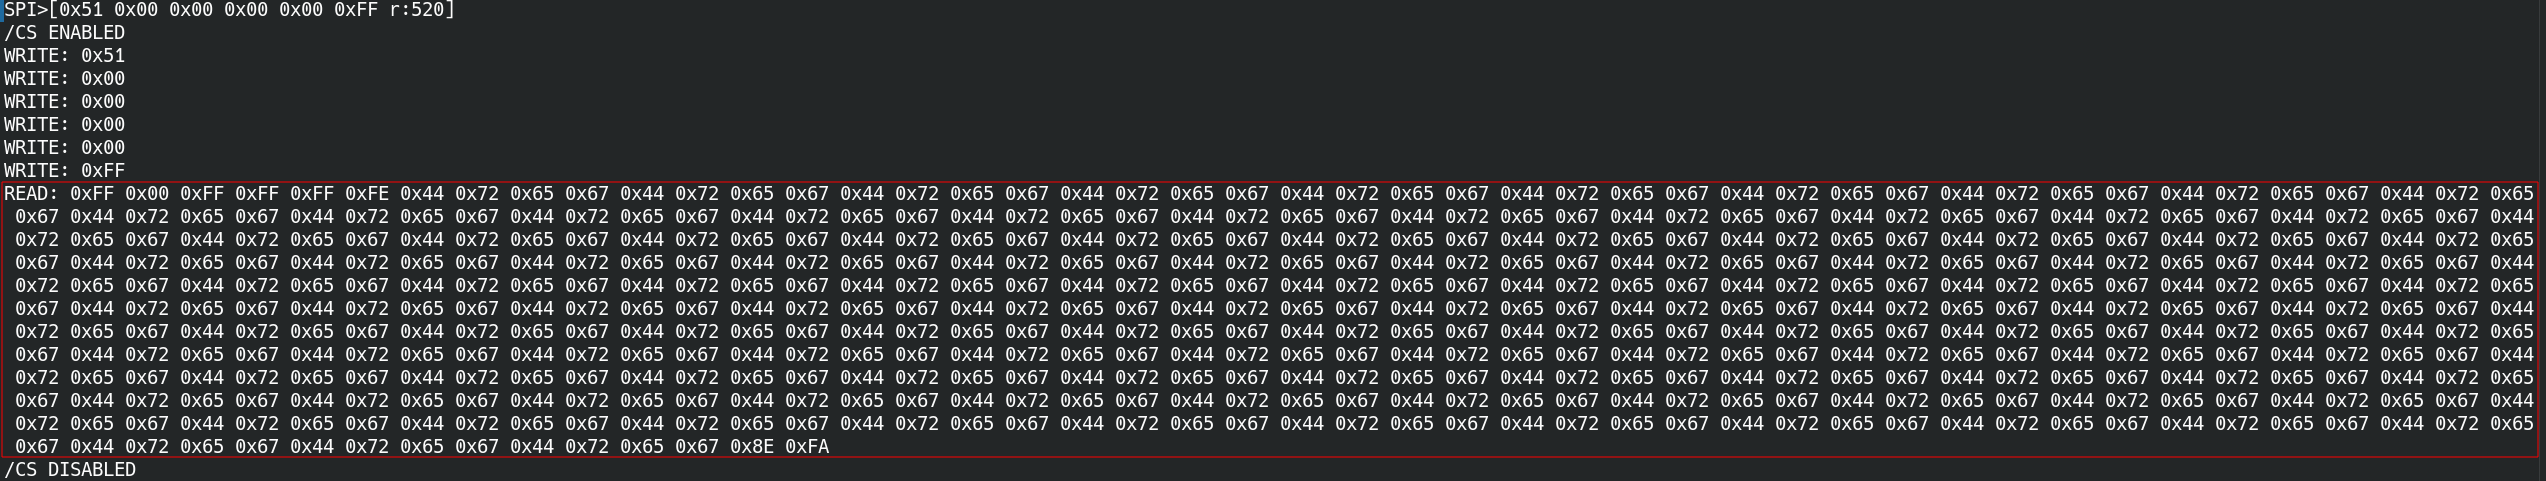 SPI>[0x51 0x00 0x00 0x00 0x00 0xFF r:520]
/CS ENABLED
WRITE: 0x51
WRITE: 0x00
WRITE: 0x00
WRITE: 0x00
WRITE: 0x00
WRITE: 0xFF
READ: 0xFF 0x00 0xFF 0xFF 0xFF 0xFE 0x44 0x72 0x65 0x67 0x44 0x72 0x65 0x67 0x44 0x72 0x65 0x67 0x44 0x72 0x65 0x67 0x44 0x72 0x65 0x67 0x44 0x72 0x65 0x67 0x44 0x72 0x65 0x67 0x44 0x72 0x65 0x67 0x44 0x72 0x65 0x67 0x44 0x72 0x65
0x67 0x44 0x72 0x65 0x67 0x44 0x72 0x65 0x67 0x44 0x72 0x65 0x67 0x44 0x72 0x65 0x67 0x44 0x72 0x65 0x67 0x44 0x72 0x65 0x67 0x44 0x72 0x65 0x67 0x44 0x72 0x65 0x67 0x44 0x72 0x65 0x67 0x44 0x72 0x65 0x67 0x44 0x72 0x65 0x67 0x44
0x72 0x65 0x67 0x44 0x72 0x65 0x67 0x44 0x72 0x65 0x67 0x44 0x72 0x65 0x67 0x44 0x72 0x65 0x67 0x44 0x72 0x65 0x67 0x44 0x72 0x65 0x67 0x44 0x72 0x65 0x67 0x44 0x72 0x65 0x67 0x44 0x72 0x65 0x67 0x44 0x72 0x65 0x67 0x44 0x72 0x65
0x67 0x44 0x72 0x65 0x67 0x44 0x72 0x65 0x67 0x44 0x72 0x65 0x67 0x44 0x72 0x65 0x67 0x44 0x72 0x65 0x67 0x44 0x72 0x65 0x67 0x44 0x72 0x65 0x67 0x44 0x72 0x65 0x67 0x44 0x72 0x65 0x67 0x44 0x72 0x65 0x67 0x44 0x72 0x65 0x67 0x44
0x72 0x65 0x67 0x44 0x72 0x65 0x67 0x44 0x72 0x65 0x67 0x44 0x72 0x65 0x67 0x44 0x72 0x65 0x67 0x44 0x72 0x65 0x67 0x44 0x72 0x65 0x67 0x44 0x72 0x65 0x67 0x44 0x72 0x65 0x67 0x44 0x72 0x65 0x67 0x44 0x72 0x65 0x67 0x44 0x72 0x65
0x67 0x44 0x72 0x65 0x67 0x44 0x72 0x65 0x67 0x44 0x72 0x65 0x67 0x44 0x72 0x65 0x67 0x44 0x72 0x65 0x67 0x44 0x72 0x65 0x67 0x44 0x72 0x65 0x67 0x44 0x72 0x65 0x67 0x44 0x72 0x65 0x67 0x44 0x72 0x65 0x67 0x44 0x72 0x65 0x67 0x44
0x72 0x65 0x67 0x44 0x72 0x65 0x67 0x44 0x72 0x65 0x67 0x44 0x72 0x65 0x67 0x44 0x72 0x65 0x67 0x44 0x72 0x65 0x67 0x44 0x72 0x65 0x67 0x44 0x72 0x65 0x67 0x44 0x72 0x65 0x67 0x44 0x72 0x65 0x67 0x44 0x72 0x65 0x67 0x44 0x72 0x65
0x67 0x44 0x72 0x65 0x67 0x44 0x72 0x65 0x67 0x44 0x72 0x65 0x67 0x44 0x72 0x65 0x67 0x44 0x72 0x65 0x67 0x44 0x72 0x65 0x67 0x44 0x72 0x65 0x67 0x44 0x72 0x65 0x67 0x44 0x72 0x65 0x67 0x44 0x72 0x65 0x67 0x44 0x72 0x65 0x67 0x44
0x72 0x65 0x67 0x44 0x72 0x65 0x67 0x44 0x72 0x65 0x67 0x44 0x72 0x65 0x67 0x44 0x72 0x65 0x67 0x44 0x72 0x65 0x67 0x44 0x72 0x65 0x67 0x44 0x72 0x65 0x67 0x44 0x72 0x65 0x67 0x44 0x72 0x65 0x67 0x44 0x72 0x65 0x67 0x44 0x72 0x65
0x67 0x44 0x72 0x65 0x67 0x44 0x72 0x65 0x67 0x44 0x72 0x65 0x67 0x44 0x72 0x65 0x67 0x44 0x72 0x65 0x67 0x44 0x72 0x65 0x67 0x44 0x72 0x65 0x67 0x44 0x72 0x65 0x67 0x44 0x72 0x65 0x67 0x44 0x72 0x65 0x67 0x44 0x72 0x65 0x67 0x44
0x72 0x65 0x67 0x44 0x72 0x65 0x67 0x44 0x72 0x65 0x67 0x44 0x72 0x65 0x67 0x44 0x72 0x65 0x67 0x44 0x72 0x65 0x67 0x44 0x72 0x65 0x67 0x44 0x72 0x65 0x67 0x44 0x72 0x65 0x67 0x44 0x72 0x65 0x67 0x44 0x72 0x65 0x67 0x44 0x72 0x65
0x67 0x44 0x72 0x65 0x67 0x44 0x72 0x65 0x67 0x44 0x72 0x65 0x67 0x8E 0xFA
/CS DISABLED